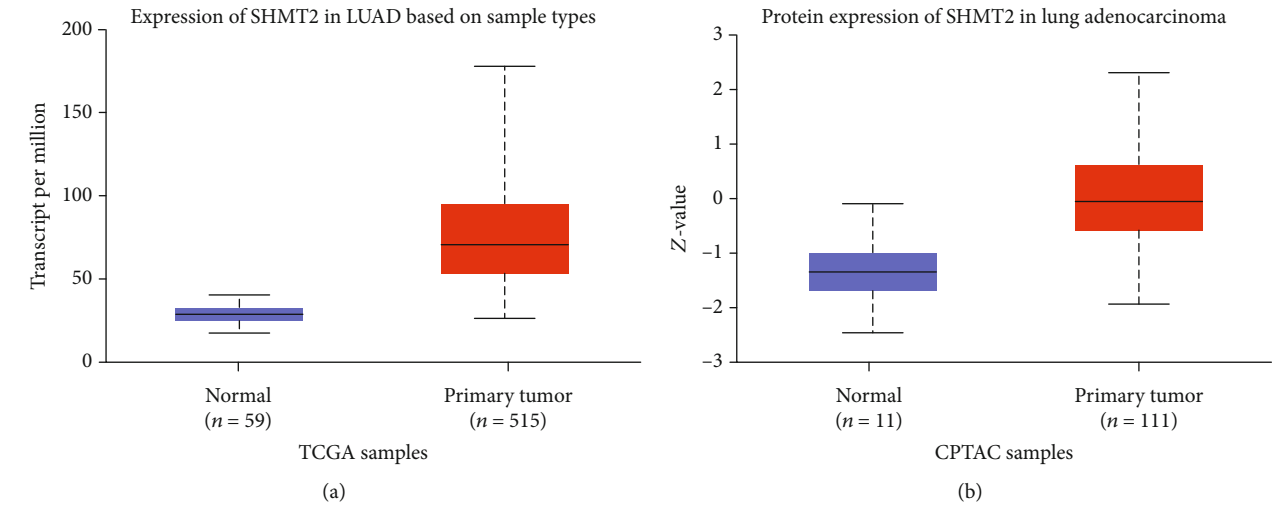 Expression of SHMT2 in LUAD based on sample types
Transcript per million
200
150
100
50
0
Normal
(n = 59)
Primary tumor
(n = 515)
TCGA samples
(a)
Protein expression of SHMT2 in lung adenocarcinoma
Z-value
3
2
1
0
–1
–2
–3
Normal
(n = 11)
Primary tumor
(n = 111)
CPTAC samples
(b)